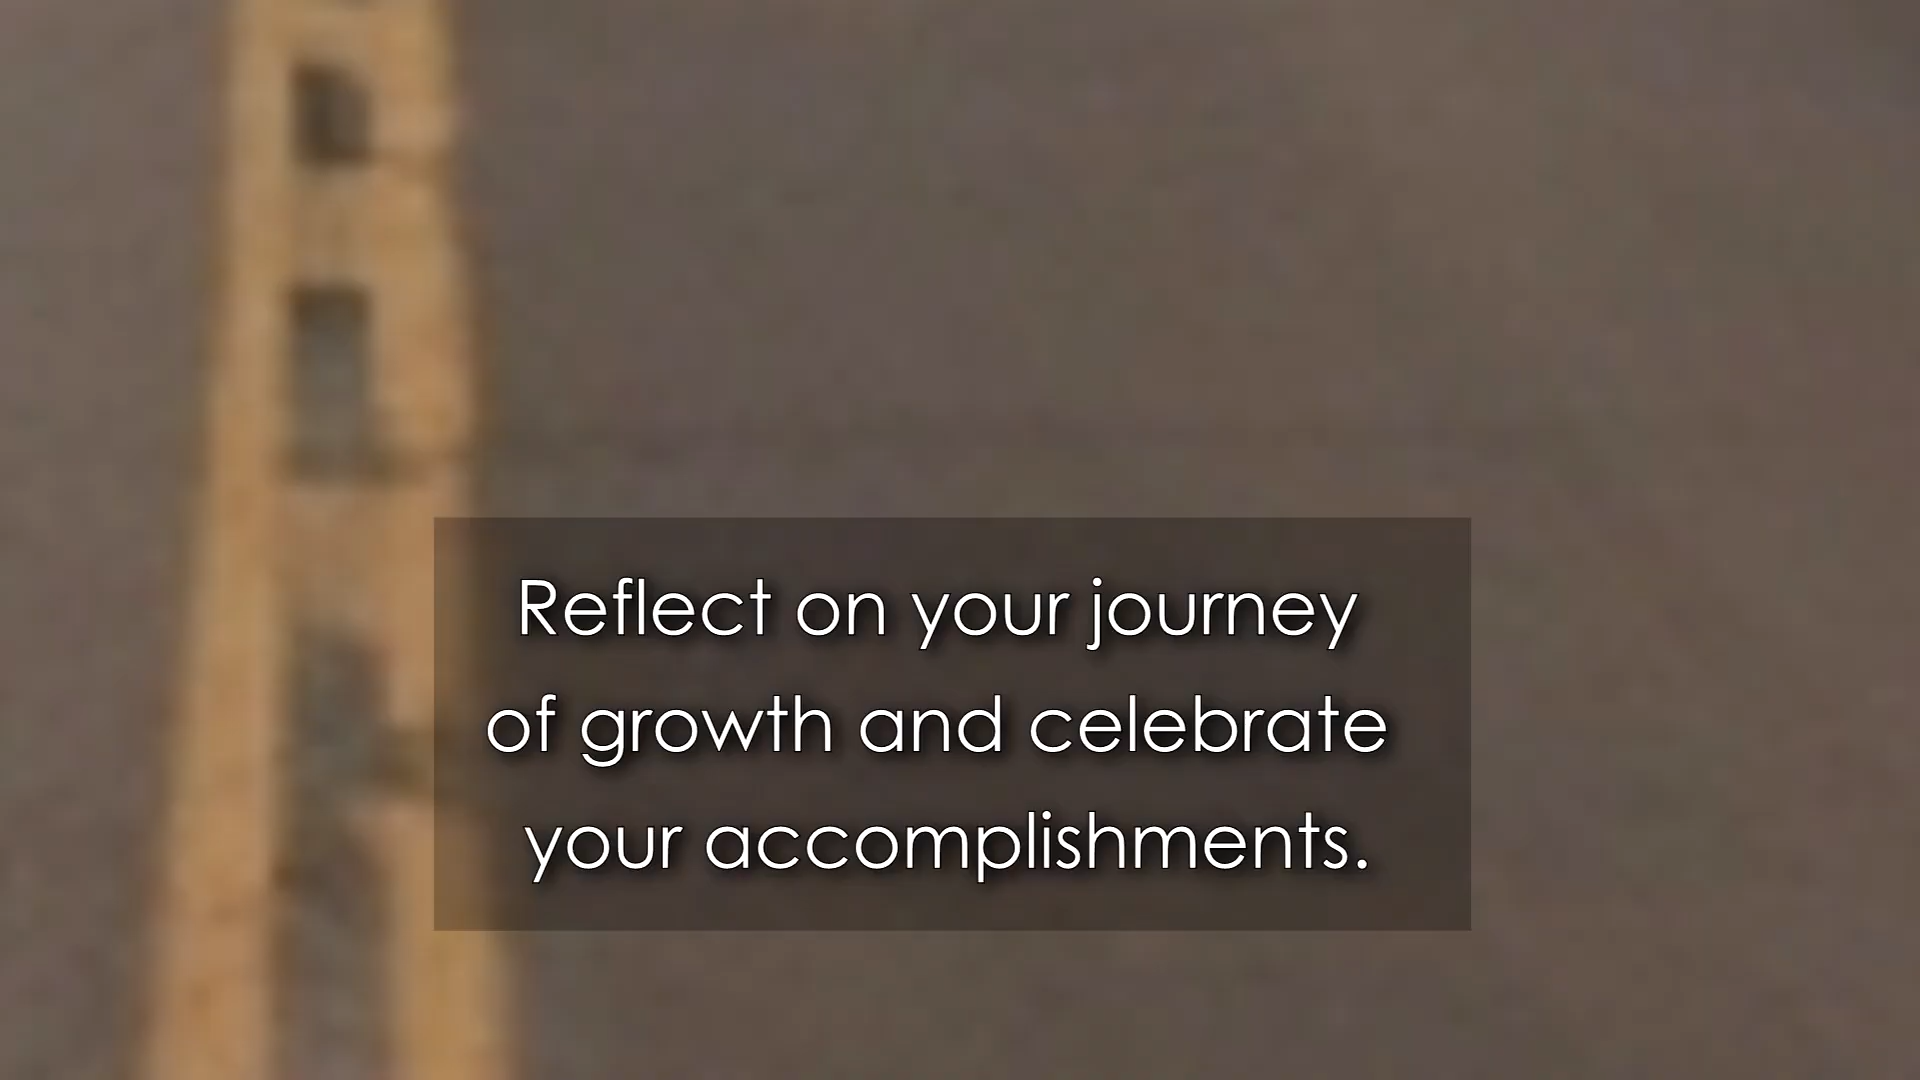 Reflect on your journey
of growth and celebrate
your accomplishments.